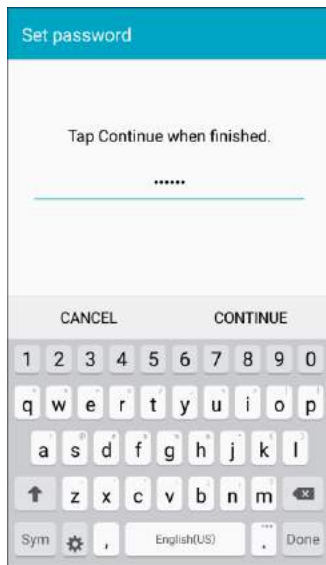 Set password
Tap Continue when finished.
••••••
CANCEL CONTINUE
1 2 3 4 5 6 7 8 9 0
q w e r t y u i o p
a s d f g h j k l
z x c v b n m
Sym , English(US) . Done